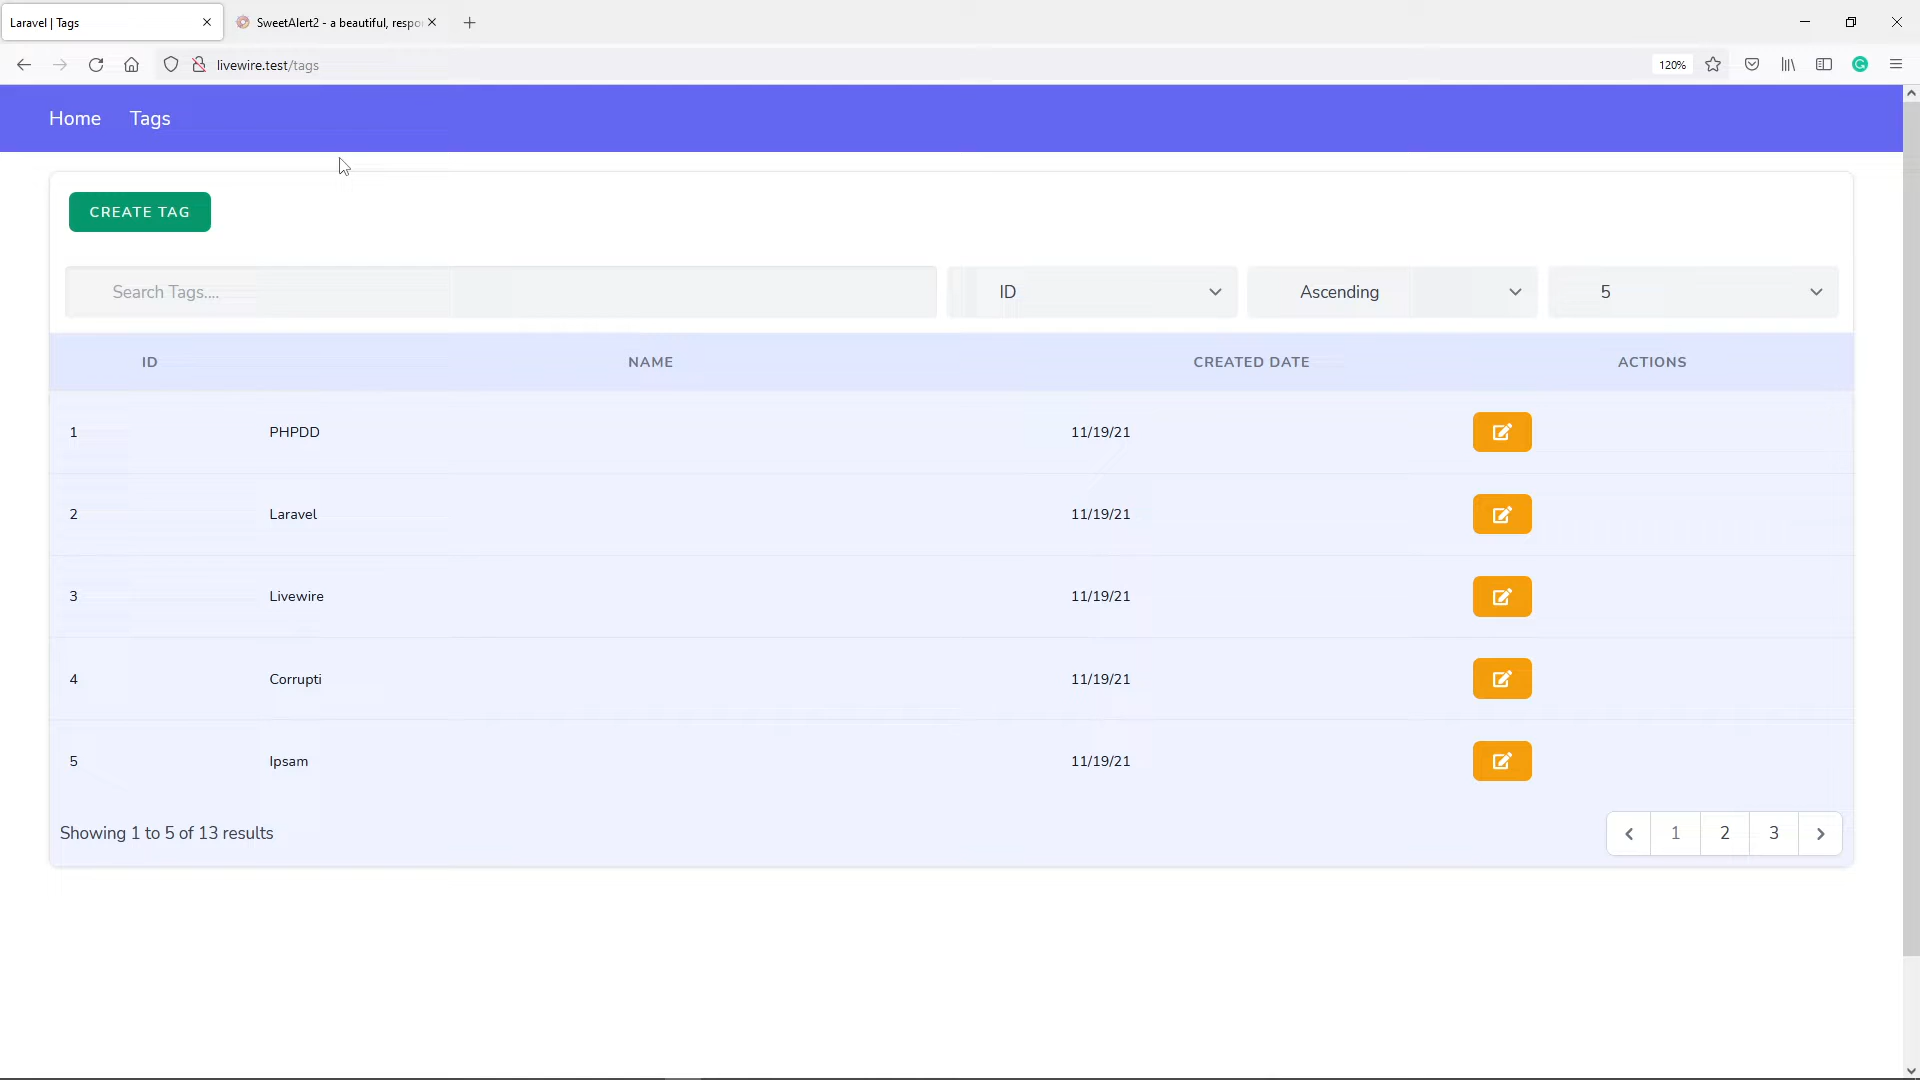 Laravel | Tags
SweetAlert2 - a beautiful, respo
livewire.test/tags
120%
Home Tags
CREATE TAG
Search Tags.... ID Ascending 5
ID NAME CREATED DATE ACTIONS
1 PHPDD 11/19/21
2 Laravel 11/19/21
3 Livewire 11/19/21
4 Corrupti 11/19/21
5 Ipsam 11/19/21
Showing 1 to 5 of 13 results 1 2 3